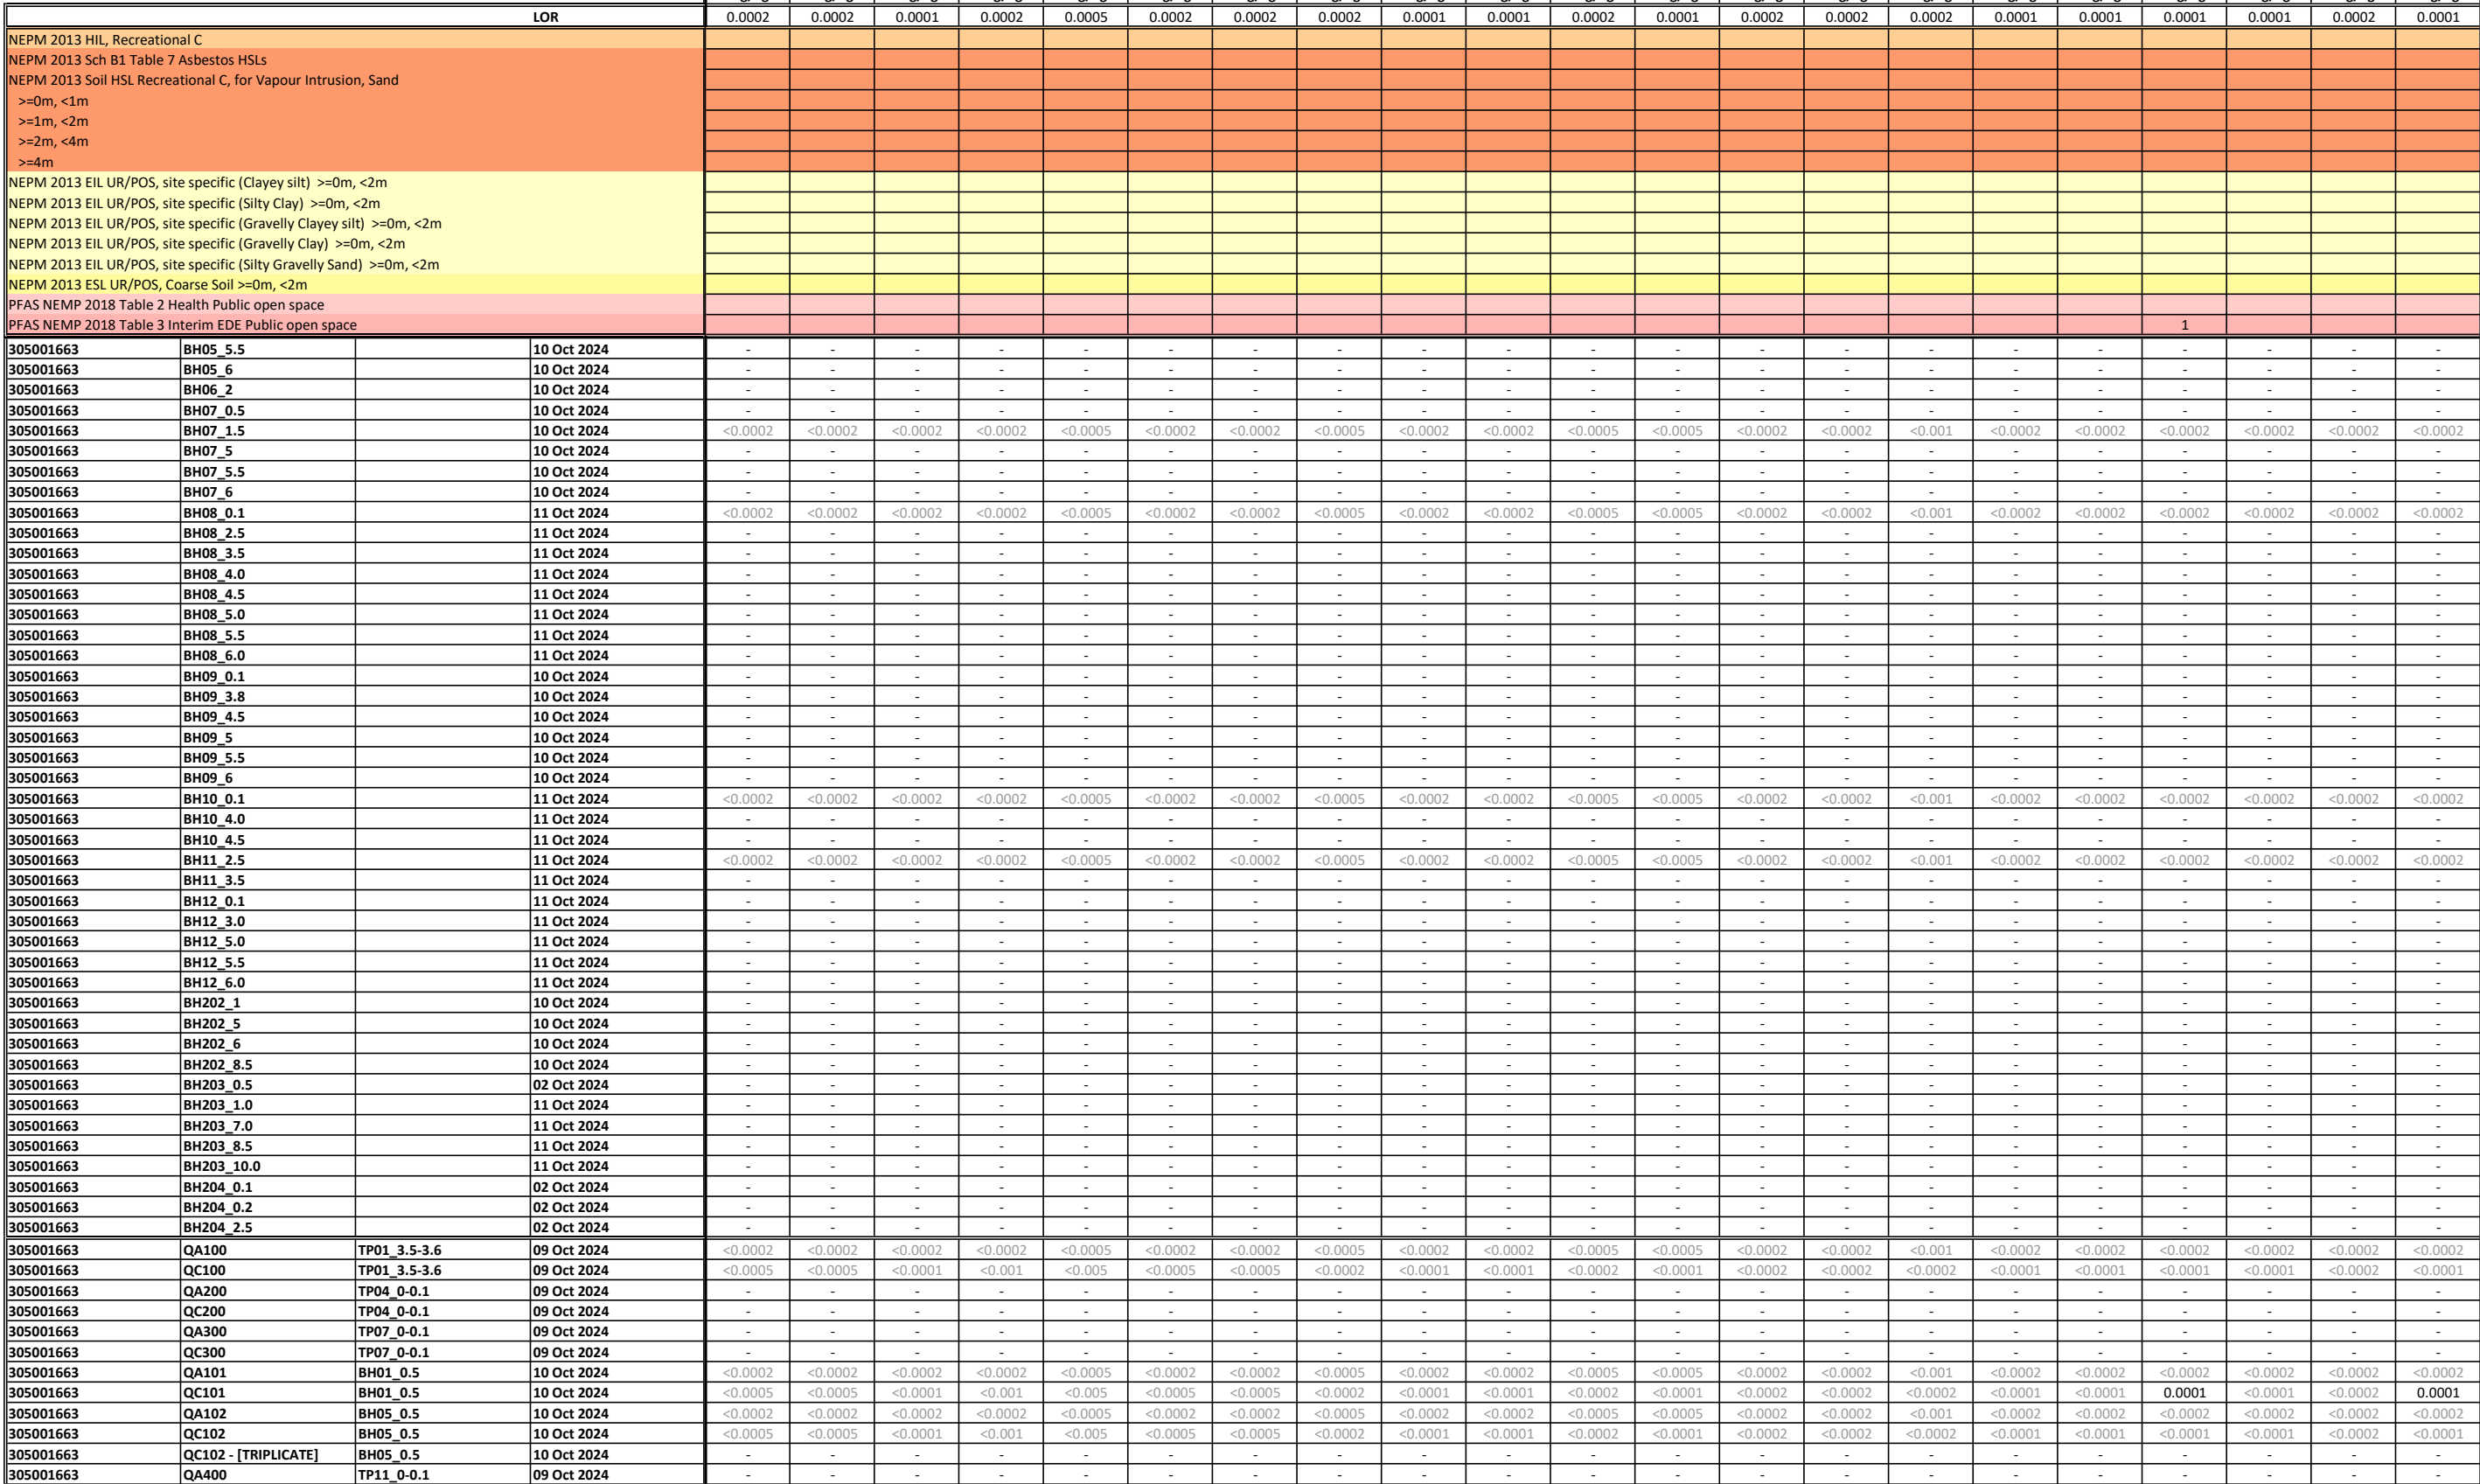 LOR 0.0002 0.0002 0.0001 0.0002 0.0005 0.0002 0.0002 0.0002 0.0001 0.0001 0.0002 0.0001 0.0002 0.0002 0.0002 0.0001 0.0001 0.0001 0.0001 0.0002 0.0001
NEPM 2013 HIL, Recreational C
NEPM 2013 Sch B1 Table 7 Asbestos HSLs
NEPM 2013 Soil HSL Recreational C, for Vapour Intrusion, Sand
>=0m, <1m
>=1m, <2m
>=2m, <4m
>=4m
NEPM 2013 EIL UR/POS, site specific (Clayey silt) >=0m, <2m
NEPM 2013 EIL UR/POS, site specific (Silty Clay) >=0m, <2m
NEPM 2013 EIL UR/POS, site specific (Gravelly Clayey silt) >=0m, <2m
NEPM 2013 EIL UR/POS, site specific (Gravelly Clay) >=0m, <2m
NEPM 2013 EIL UR/POS, site specific (Silty Gravelly Sand) >=0m, <2m
NEPM 2013 ESL UR/POS, Coarse Soil >=0m, <2m
PFAS NEMP 2018 Table 2 Health Public open space
PFAS NEMP 2018 Table 3 Interim EDE Public open space 1
305001663 BH05_5.5 10 Oct 2024 - - - - - - - - - - - - - - - - - - - - -
305001663 BH05_6 10 Oct 2024 - - - - - - - - - - - - - - - - - - - - -
305001663 BH06_2 10 Oct 2024 - - - - - - - - - - - - - - - - - - - - -
305001663 BH07_0.5 10 Oct 2024 - - - - - - - - - - - - - - - - - - - - -
305001663 BH07_1.5 10 Oct 2024 <0.0002 <0.0002 <0.0002 <0.0002 <0.0005 <0.0002 <0.0002 <0.0005 <0.0002 <0.0002 <0.0005 <0.0005 <0.0002 <0.0002 <0.001 <0.0002 <0.0002 <0.0002 <0.0002 <0.0002 <0.0002
305001663 BH07_5 10 Oct 2024 - - - - - - - - - - - - - - - - - - - - -
305001663 BH07_5.5 10 Oct 2024 - - - - - - - - - - - - - - - - - - - - -
305001663 BH07_6 10 Oct 2024 - - - - - - - - - - - - - - - - - - - - -
305001663 BH08_0.1 11 Oct 2024 <0.0002 <0.0002 <0.0002 <0.0002 <0.0005 <0.0002 <0.0002 <0.0005 <0.0002 <0.0002 <0.0005 <0.0005 <0.0002 <0.0002 <0.001 <0.0002 <0.0002 <0.0002 <0.0002 <0.0002 <0.0002
305001663 BH08_2.5 11 Oct 2024 - - - - - - - - - - - - - - - - - - - - -
305001663 BH08_3.5 11 Oct 2024 - - - - - - - - - - - - - - - - - - - - -
305001663 BH08_4.0 11 Oct 2024 - - - - - - - - - - - - - - - - - - - - -
305001663 BH08_4.5 11 Oct 2024 - - - - - - - - - - - - - - - - - - - - -
305001663 BH08_5.0 11 Oct 2024 - - - - - - - - - - - - - - - - - - - - -
305001663 BH08_5.5 11 Oct 2024 - - - - - - - - - - - - - - - - - - - - -
305001663 BH08_6.0 11 Oct 2024 - - - - - - - - - - - - - - - - - - - - -
305001663 BH09_0.1 10 Oct 2024 - - - - - - - - - - - - - - - - - - - - -
305001663 BH09_3.8 10 Oct 2024 - - - - - - - - - - - - - - - - - - - - -
305001663 BH09_4.5 10 Oct 2024 - - - - - - - - - - - - - - - - - - - - -
305001663 BH09_5 10 Oct 2024 - - - - - - - - - - - - - - - - - - - - -
305001663 BH09_5.5 10 Oct 2024 - - - - - - - - - - - - - - - - - - - - -
305001663 BH09_6 10 Oct 2024 - - - - - - - - - - - - - - - - - - - - -
305001663 BH10_0.1 11 Oct 2024 <0.0002 <0.0002 <0.0002 <0.0002 <0.0005 <0.0002 <0.0002 <0.0005 <0.0002 <0.0002 <0.0005 <0.0005 <0.0002 <0.0002 <0.001 <0.0002 <0.0002 <0.0002 <0.0002 <0.0002 <0.0002
305001663 BH10_4.0 11 Oct 2024 - - - - - - - - - - - - - - - - - - - - -
305001663 BH10_4.5 11 Oct 2024 - - - - - - - - - - - - - - - - - - - - -
305001663 BH11_2.5 11 Oct 2024 <0.0002 <0.0002 <0.0002 <0.0002 <0.0005 <0.0002 <0.0002 <0.0005 <0.0002 <0.0002 <0.0005 <0.0005 <0.0002 <0.0002 <0.001 <0.0002 <0.0002 <0.0002 <0.0002 <0.0002 <0.0002
305001663 BH11_3.5 11 Oct 2024 - - - - - - - - - - - - - - - - - - - - -
305001663 BH12_0.1 11 Oct 2024 - - - - - - - - - - - - - - - - - - - - -
305001663 BH12_3.0 11 Oct 2024 - - - - - - - - - - - - - - - - - - - - -
305001663 BH12_5.0 11 Oct 2024 - - - - - - - - - - - - - - - - - - - - -
305001663 BH12_5.5 11 Oct 2024 - - - - - - - - - - - - - - - - - - - - -
305001663 BH12_6.0 11 Oct 2024 - - - - - - - - - - - - - - - - - - - - -
305001663 BH202_1 10 Oct 2024 - - - - - - - - - - - - - - - - - - - - -
305001663 BH202_5 10 Oct 2024 - - - - - - - - - - - - - - - - - - - - -
305001663 BH202_6 10 Oct 2024 - - - - - - - - - - - - - - - - - - - - -
305001663 BH202_8.5 10 Oct 2024 - - - - - - - - - - - - - - - - - - - - -
305001663 BH203_0.5 02 Oct 2024 - - - - - - - - - - - - - - - - - - - - -
305001663 BH203_1.0 11 Oct 2024 - - - - - - - - - - - - - - - - - - - - -
305001663 BH203_7.0 11 Oct 2024 - - - - - - - - - - - - - - - - - - - - -
305001663 BH203_8.5 11 Oct 2024 - - - - - - - - - - - - - - - - - - - - -
305001663 BH203_10.0 11 Oct 2024 - - - - - - - - - - - - - - - - - - - - -
305001663 BH204_0.1 02 Oct 2024 - - - - - - - - - - - - - - - - - - - - -
305001663 BH204_0.2 02 Oct 2024 - - - - - - - - - - - - - - - - - - - - -
305001663 BH204_2.5 02 Oct 2024 - - - - - - - - - - - - - - - - - - - - -
305001663 QA100 TP01_3.5-3.6 09 Oct 2024 <0.0002 <0.0002 <0.0002 <0.0002 <0.0005 <0.0002 <0.0002 <0.0005 <0.0002 <0.0002 <0.0005 <0.0005 <0.0002 <0.0002 <0.001 <0.0002 <0.0002 <0.0002 <0.0002 <0.0002 <0.0002
305001663 QC100 TP01_3.5-3.6 09 Oct 2024 <0.0005 <0.0005 <0.0001 <0.001 <0.005 <0.0005 <0.0005 <0.0002 <0.0001 <0.0001 <0.0002 <0.0001 <0.0002 <0.0002 <0.0002 <0.0001 <0.0001 <0.0001 <0.0001 <0.0002 <0.0001
305001663 QA200 TP04_0-0.1 09 Oct 2024 - - - - - - - - - - - - - - - - - - - - -
305001663 QC200 TP04_0-0.1 09 Oct 2024 - - - - - - - - - - - - - - - - - - - - -
305001663 QA300 TP07_0-0.1 09 Oct 2024 - - - - - - - - - - - - - - - - - - - - -
305001663 QC300 TP07_0-0.1 09 Oct 2024 - - - - - - - - - - - - - - - - - - - - -
305001663 QA101 BH01_0.5 10 Oct 2024 <0.0002 <0.0002 <0.0002 <0.0002 <0.0005 <0.0002 <0.0002 <0.0005 <0.0002 <0.0002 <0.0005 <0.0005 <0.0002 <0.0002 <0.001 <0.0002 <0.0002 <0.0002 <0.0002 <0.0002 <0.0002
305001663 QC101 BH01_0.5 10 Oct 2024 <0.0005 <0.0005 <0.0001 <0.001 <0.005 <0.0005 <0.0005 <0.0002 <0.0001 <0.0001 <0.0002 <0.0001 <0.0002 <0.0002 <0.0002 <0.0001 <0.0001 0.0001 <0.0001 <0.0002 0.0001
305001663 QA102 BH05_0.5 10 Oct 2024 <0.0002 <0.0002 <0.0002 <0.0002 <0.0005 <0.0002 <0.0002 <0.0005 <0.0002 <0.0002 <0.0005 <0.0005 <0.0002 <0.0002 <0.001 <0.0002 <0.0002 <0.0002 <0.0002 <0.0002 <0.0002
305001663 QC102 BH05_0.5 10 Oct 2024 <0.0005 <0.0005 <0.0001 <0.001 <0.005 <0.0005 <0.0005 <0.0002 <0.0001 <0.0001 <0.0002 <0.0001 <0.0002 <0.0002 <0.0002 <0.0001 <0.0001 <0.0001 <0.0001 <0.0002 <0.0001
305001663 QC102 - [TRIPLICATE] BH05_0.5 10 Oct 2024 - - - - - - - - - - - - - - - - - - - - -
305001663 QA400 TP11_0-0.1 09 Oct 2024 - - - - - - - - - - - - - - - - - - - - -